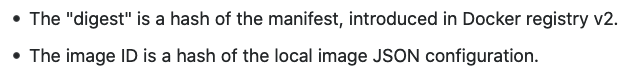 • The "digest" is a hash of the manifest, introduced in Docker registry v2.
• The image ID is a hash of the local image JSON configuration.